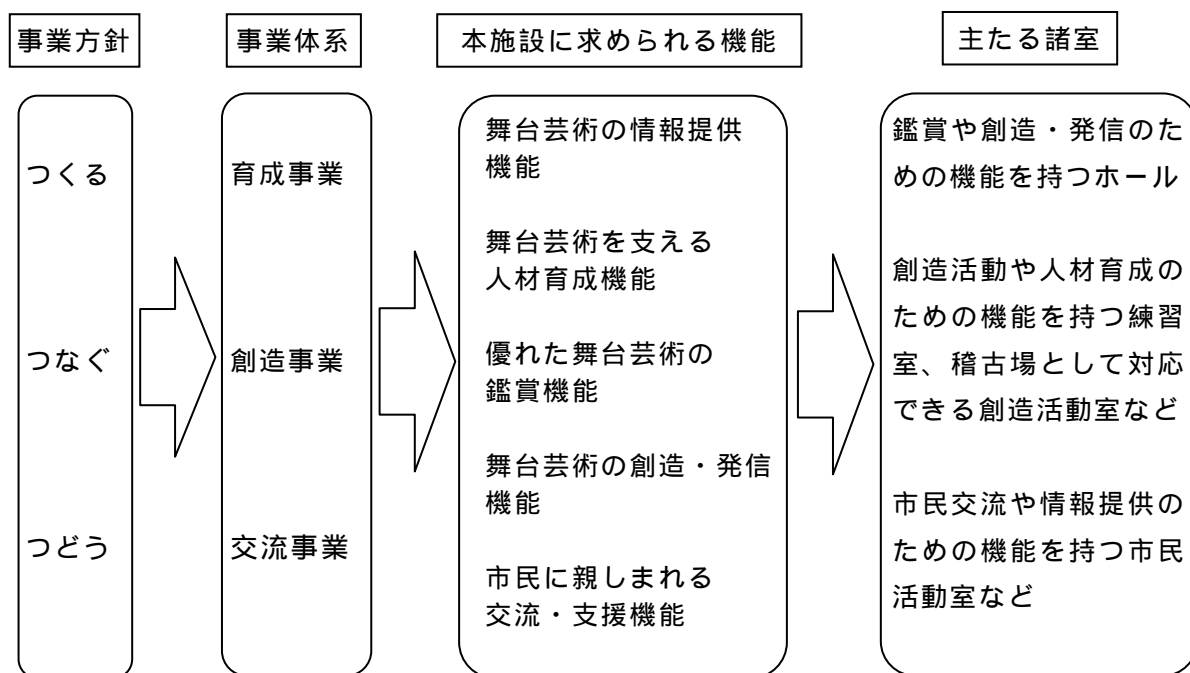 事業方針
事業体系
本施設に求められる機能
主たる諸室
つくる
つなぐ
つどう
育成事業
創造事業
交流事業
舞台芸術の情報提供
機能
舞台芸術を支える
人材育成機能
優れた舞台芸術の
鑑賞機能
舞台芸術の創造・発信
機能
市民に親しまれる
交流・支援機能
鑑賞や創造・発信のた
めの機能を持つホール
創造活動や人材育成の
ための機能を持つ練習
室、稽古場として対応
できる創造活動室など
市民交流や情報提供の
ための機能を持つ市民
活動室など